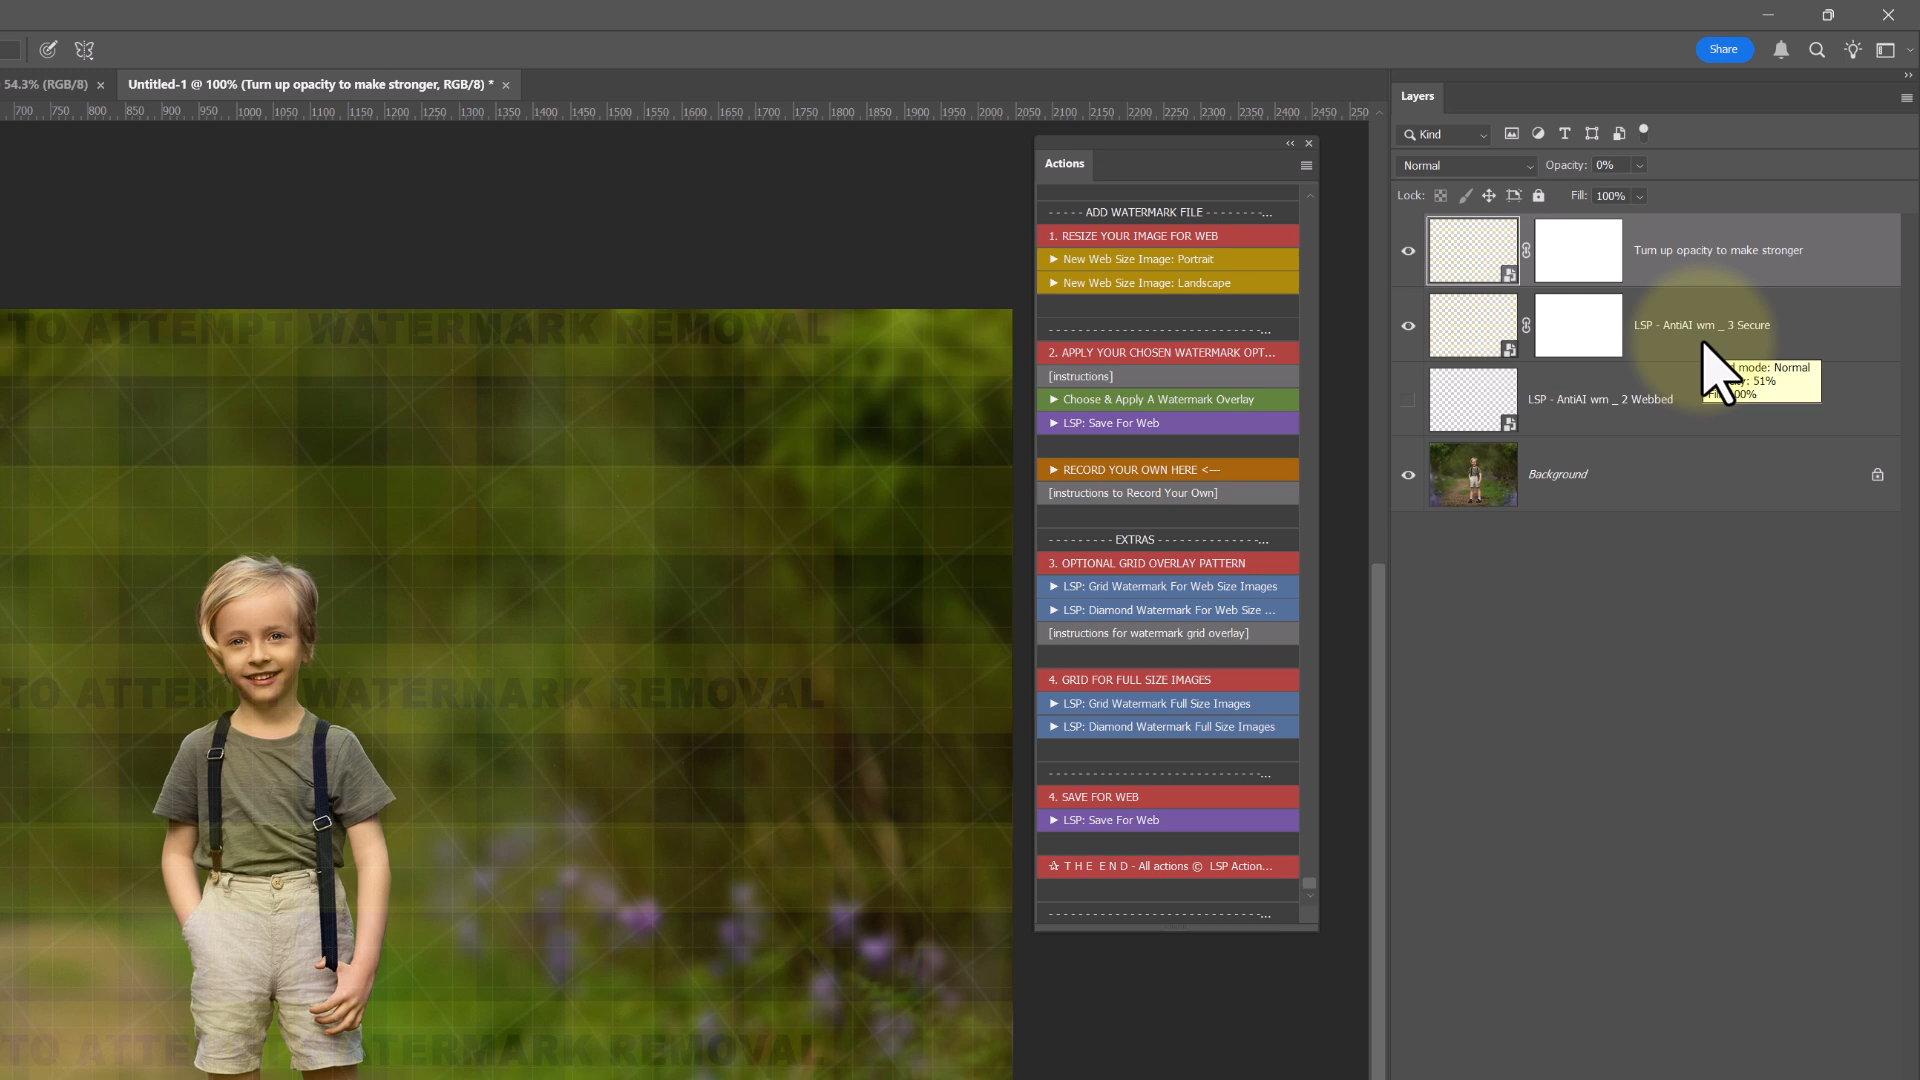 Share
54.3% (RGB/8) ×
Untitled-1 @ 100% (Turn up opacity to make stronger, RGB/8) * ×
700 750 800 850 900 950 1000 1050 1100 1150 1200 1250 1300 1350 1400 1450 1500 1550 1600 1650 1700 1750 1800 1850 1900 1950 2000 2050 2100 2150 2200 2250 2300 2350 2400 2450 250
Actions
- - - - - ADD WATERMARK FILE - - - - - - - -...
1. RESIZE YOUR IMAGE FOR WEB
New Web Size Image: Portrait
New Web Size Image: Landscape
- - - - - - - - - - - - - - - - - - - - - - - - - - -...
2. APPLY YOUR CHOSEN WATERMARK OPT...
[instructions]
Choose & Apply A Watermark Overlay
LSP: Save For Web
RECORD YOUR OWN HERE <---
[instructions to Record Your Own]
- - - - - - - - - EXTRAS - - - - - - - - - - - - - -...
3. OPTIONAL GRID OVERLAY PATTERN
LSP: Grid Watermark For Web Size Images
LSP: Diamond Watermark For Web Size ...
[instructions for watermark grid overlay]
4. GRID FOR FULL SIZE IMAGES
LSP: Grid Watermark Full Size Images
LSP: Diamond Watermark Full Size Images
- - - - - - - - - - - - - - - - - - - - - - - - - - -...
4. SAVE FOR WEB
LSP: Save For Web
☆ T H E E N D - All actions © LSP Action...
- - - - - - - - - - - - - - - - - - - - - - - - - - -...
Layers
Kind
Normal Opacity: 0%
Lock: Fill: 100%
Turn up opacity to make stronger
LSP - AntiAI wm _ 3 Secure
mode: Normal
51%
LSP - AntiAI wm _ 2 Webbed
Background
TO ATTEMPT WATERMARK REMOVAL
TO ATTEMPT WATERMARK REMOVAL
TO ATTEMPT WATERMARK REMOVAL